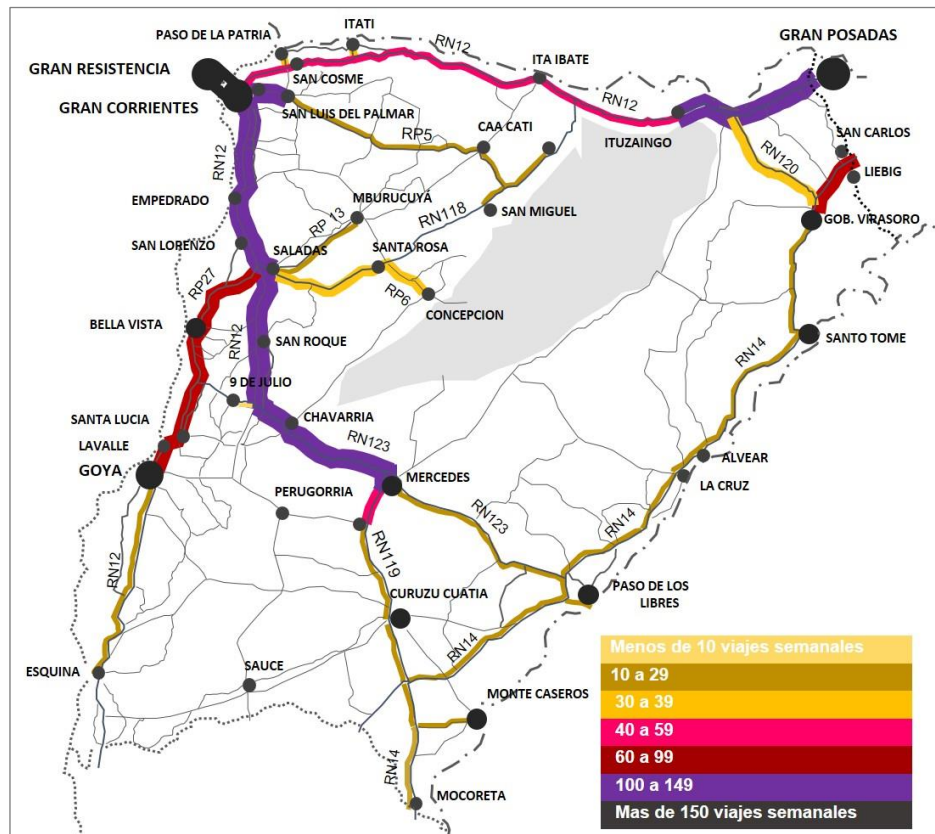 ITATI
PASO DE LA PATRIA
RN12
GRAN POSADAS
GRAN RESISTENCIA
ITA IBATE
SAN COSME
GRAN CORRIENTES
RN12
SAN LUIS DEL PALMAR
CAA CATI
ITUZAINGO
SAN CARLOS
RP5
RN12
RN120
LIEBIG
MBURUCUYÁ
EMPEDRADO
SAN MIGUEL
RN118
GOB. VIRASORO
RP 13
SAN LORENZO
SALADAS
SANTA ROSA
RP27
RP6
CONCEPCION
BELLA VISTA
RN12
SAN ROQUE
SANTO TOME
RN14
9 DE JULIO
SANTA LUCIA
CHAVARRIA
LAVALLE
RN123
GOYA
MERCEDES
ALVEAR
LA CRUZ
PERUGORRIA
RN123
RN14
RN119
RN12
CURUZU CUATIA
PASO DE LOS
LIBRES
RN14
ESQUINA
SAUCE
MONTE CASEROS
RN14
MOCORETA
Menos de 10 viajes semanales
10 a 29
30 a 39
40 a 59
60 a 99
100 a 149
Mas de 150 viajes semanales